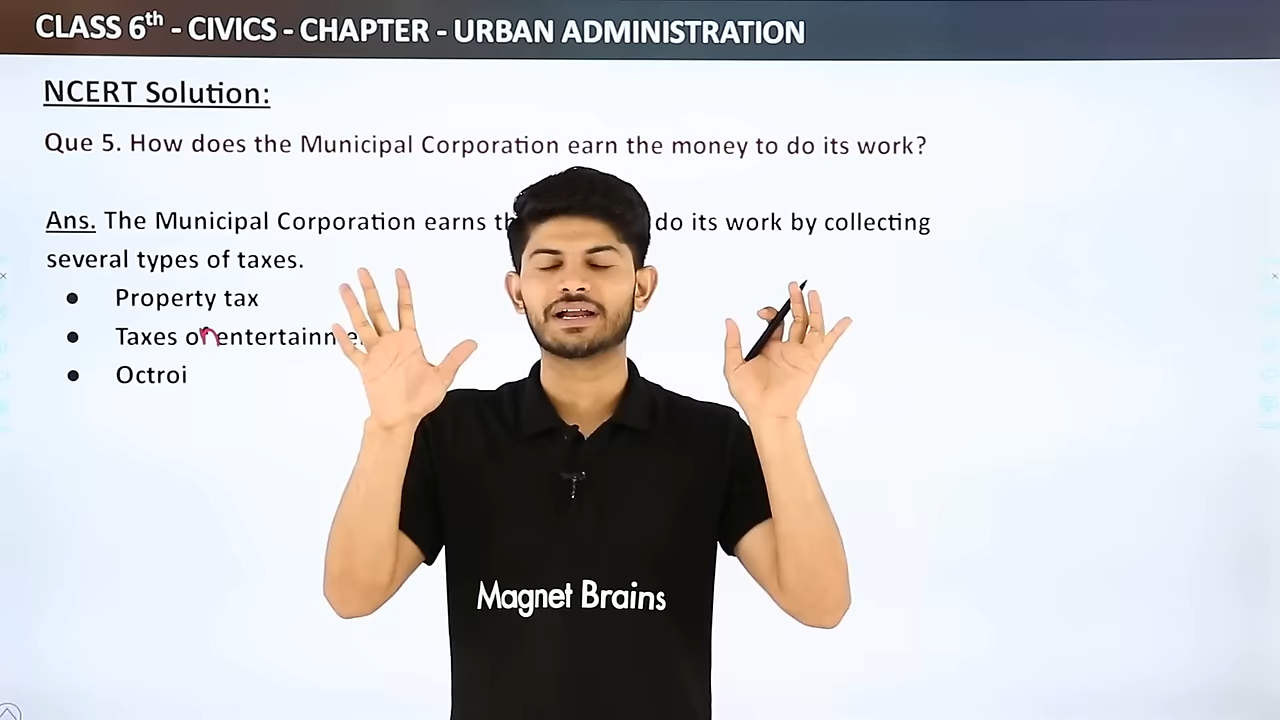 CLASS 6th - CIVICS - CHAPTER - URBAN ADMINISTRATION
NCERT Solution:
Que 5. How does the Municipal Corporation earn the money to do its work?
Ans. The Municipal Corporation earns do its work by collecting
several types of taxes.
● Property tax
● Taxes on
● Octroi
Magnet Brains